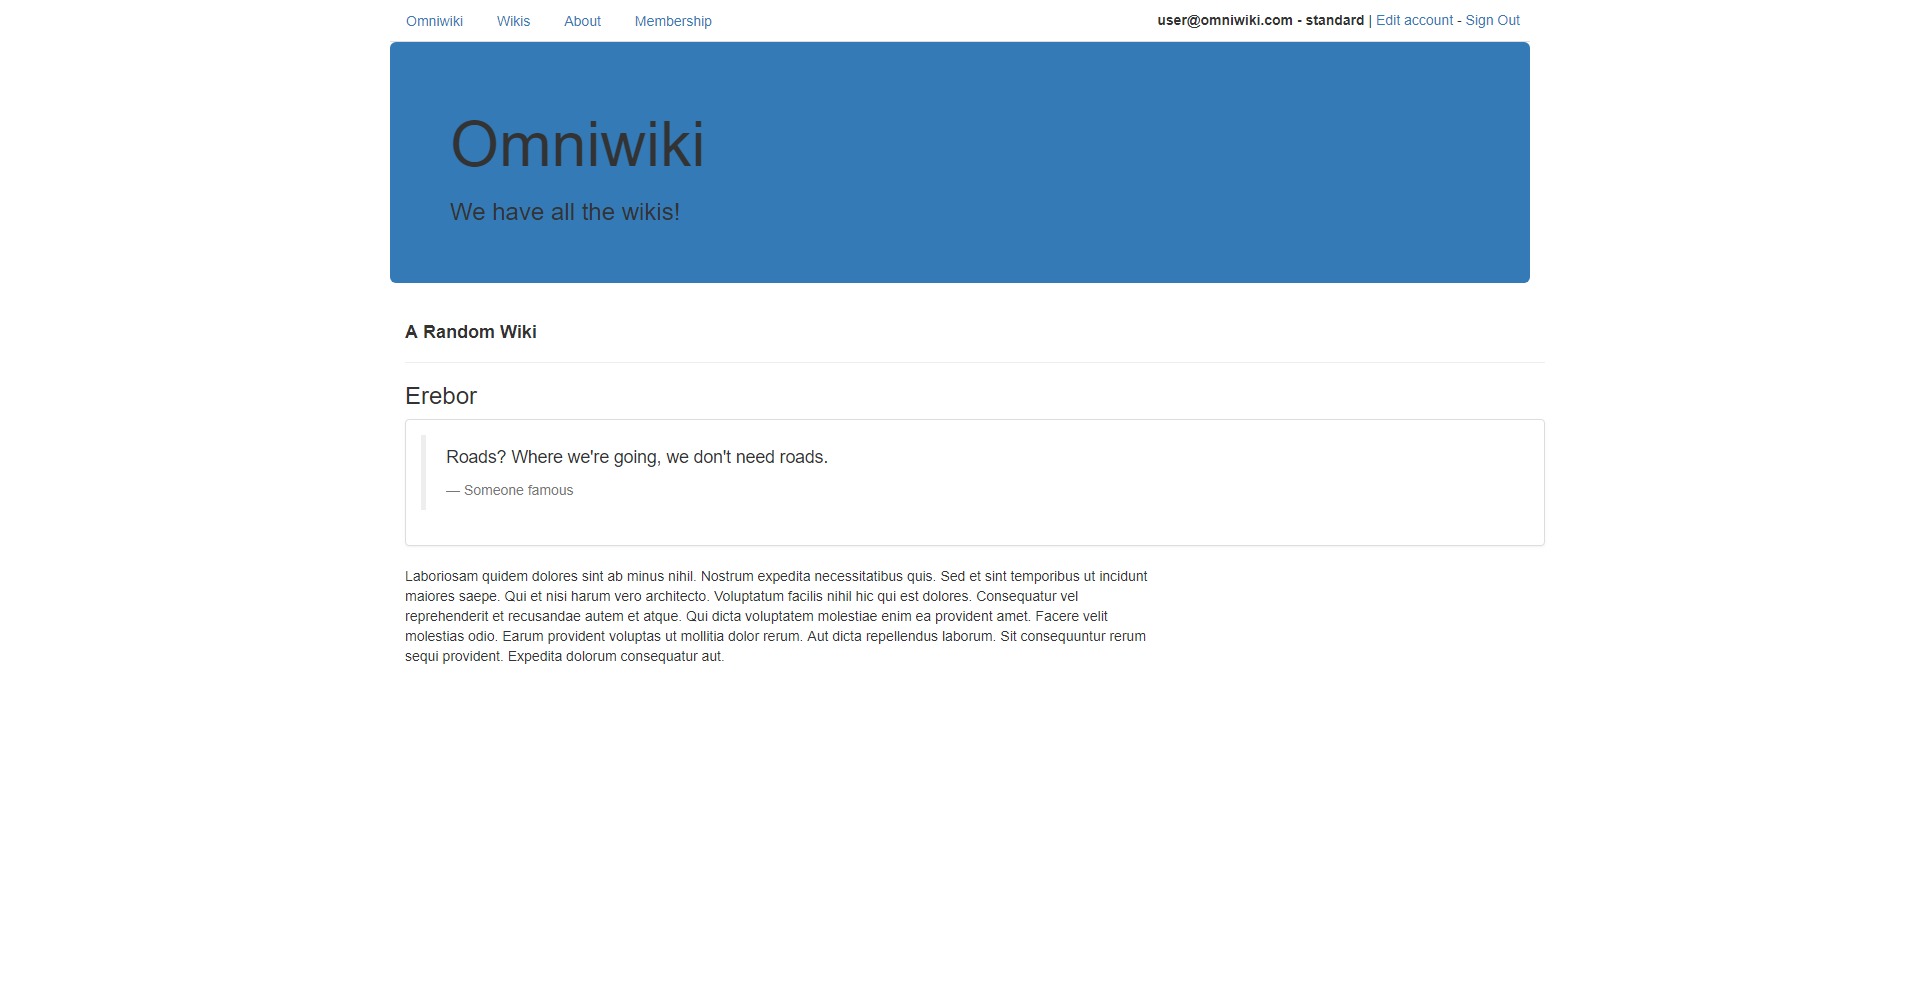 Omniwiki Wikis About Membership user@omniwiki.com - standard | Edit account - Sign Out
Omniwiki
We have all the wikis!
A Random Wiki
Erebor
Roads? Where we're going, we don't need roads.
— Someone famous
Laboriosam quidem dolores sint ab minus nihil. Nostrum expedita necessitatibus quis. Sed et sint temporibus ut incidunt
maiores saepe. Qui et nisi harum vero architecto. Voluptatum facilis nihil hic qui est dolores. Consequatur vel
reprehenderit et recusandae autem et atque. Qui dicta voluptatem molestiae enim ea provident amet. Facere velit
molestias odio. Earum provident voluptas ut mollitia dolor rerum. Aut dicta repellendus laborum. Sit consequuntur rerum
sequi provident. Expedita dolorum consequatur aut.